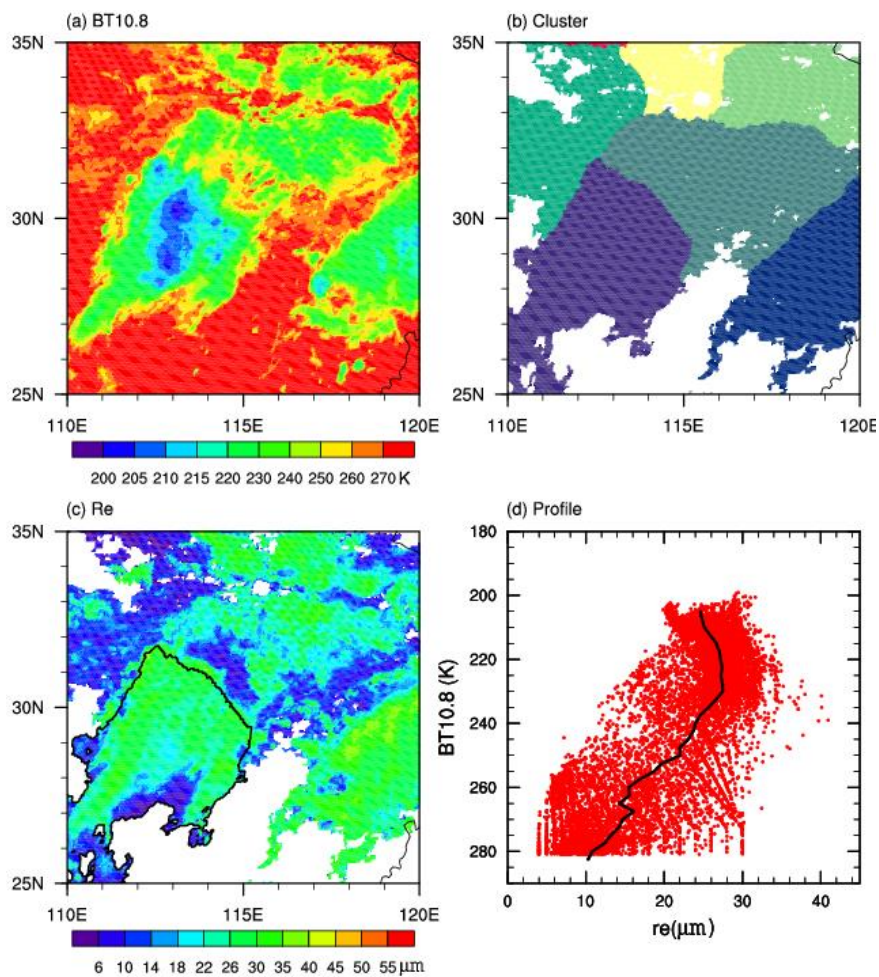 (a) BT10.8
35N
30N
25N
110E 115E 120E
200 205 210 215 220 230 240 250 260 270 K
(b) Cluster
35N
30N
25N
110E 115E 120E
(c) Re
35N
30N
25N
110E 115E 120E
6 10 14 18 22 26 30 35 40 45 50 55 μm
(d) Profile
180
200
220
240
260
280
BT10.8 (K)
0 10 20 30 40
re(μm)